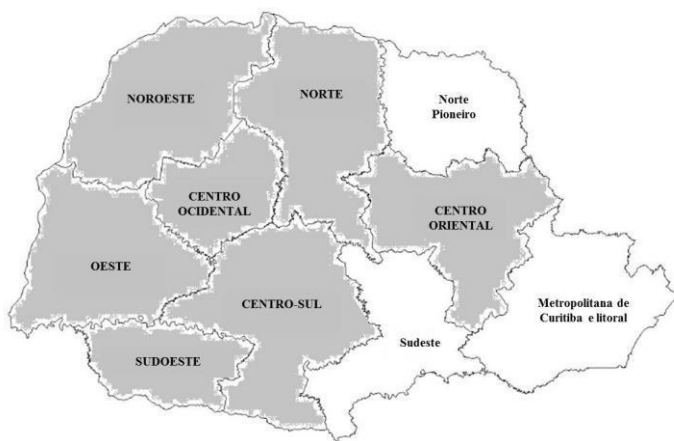 NOROESTE
NORTE
Norte
Pioneiro
CENTRO
OCIDENTAL
CENTRO
ORIENTAL
OESTE
CENTRO-SUL
Metropolitana de
Curitiba e litoral
Sudeste
SUDOESTE